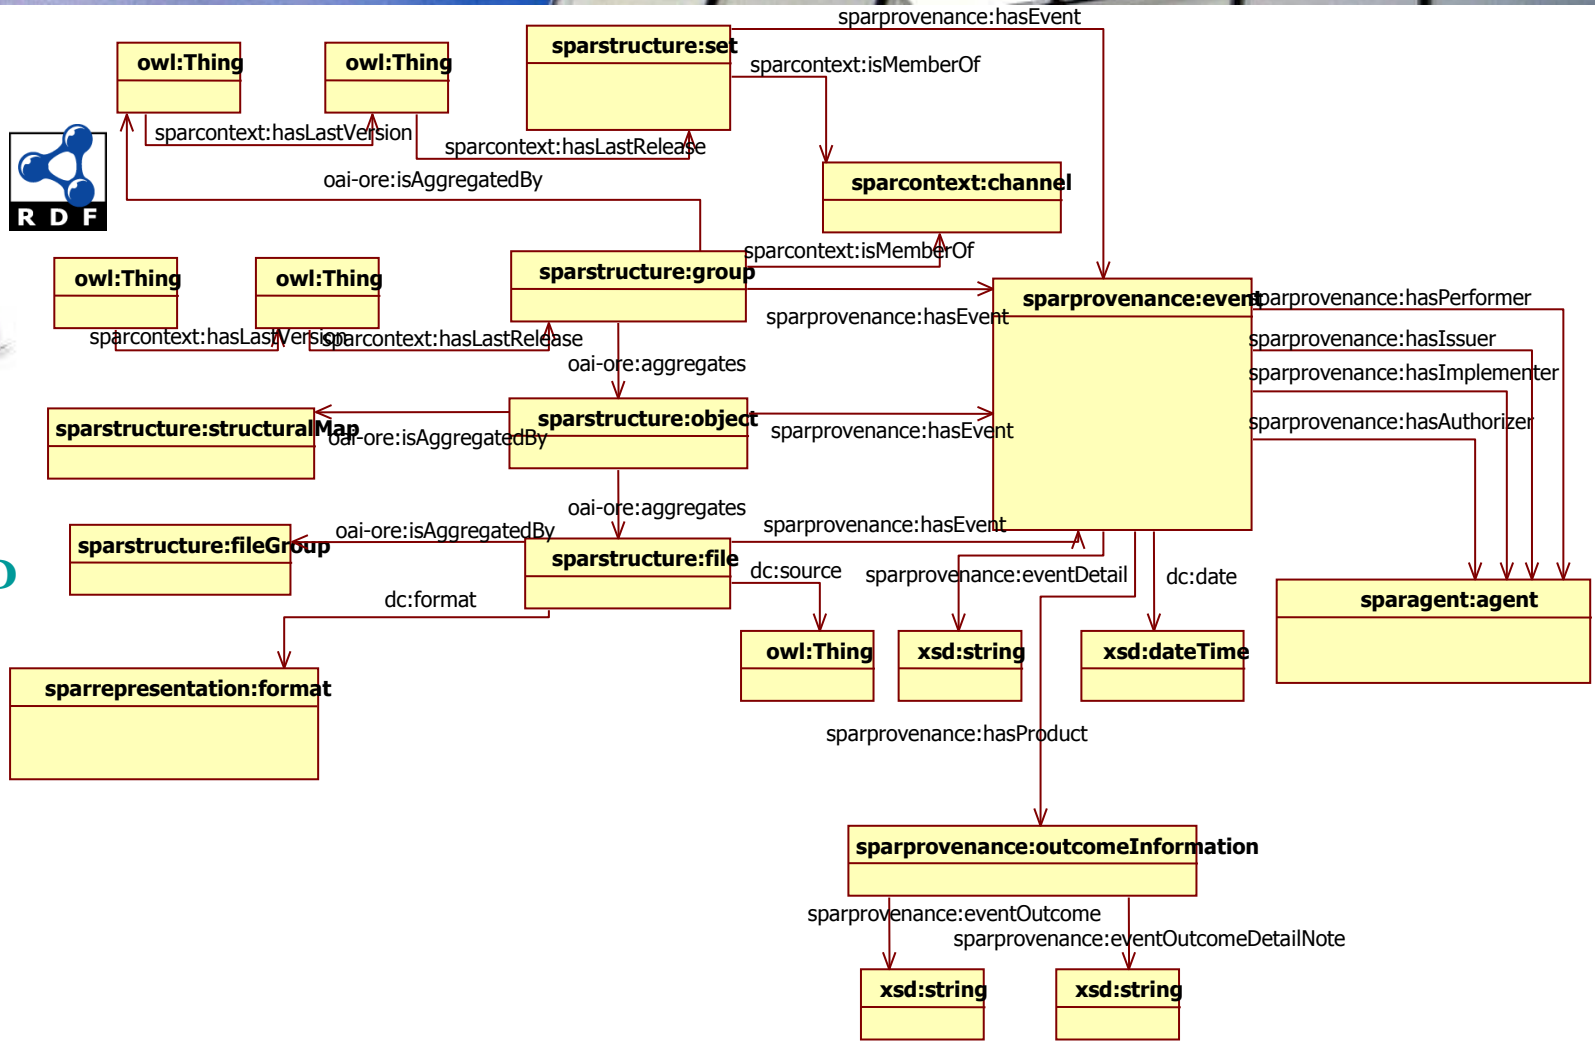 sparprovenance:hasEvent
sparstructure:set
owl:Thing
owl:Thing
sparcontext:isMemberOf
sparcontext:hasLastVersion
sparcontext:hasLastRelease
oai-ore:isAggregatedBy
sparcontext:channel
RDF
sparcontext:isMemberOf
owl:Thing
owl:Thing
sparstructure:group
sparprovenance:event
sparprovenance:hasPerformer
sparprovenance:hasEvent
sparcontext:hasLastVersion
sparcontext:hasLastRelease
sparprovenance:hasIssuer
oai-ore:aggregates
sparprovenance:hasImplementer
sparstructure:structuralMap
oai-ore:isAggregatedBy
sparstructure:object
sparprovenance:hasEvent
sparprovenance:hasAuthorizer
oai-ore:aggregates
sparprovenance:hasEvent
oai-ore:isAggregatedBy
sparstructure:fileGroup
sparstructure:file
dc:source
sparprovenance:eventDetail
dc:date
dc:format
sparagent:agent
owl:Thing
xsd:string
xsd:dateTime
sparrepresentation:format
sparprovenance:hasProduct
sparprovenance:outcomeInformation
sparprovenance:eventOutcome
sparprovenance:eventOutcomeDetailNote
xsd:string
xsd:string